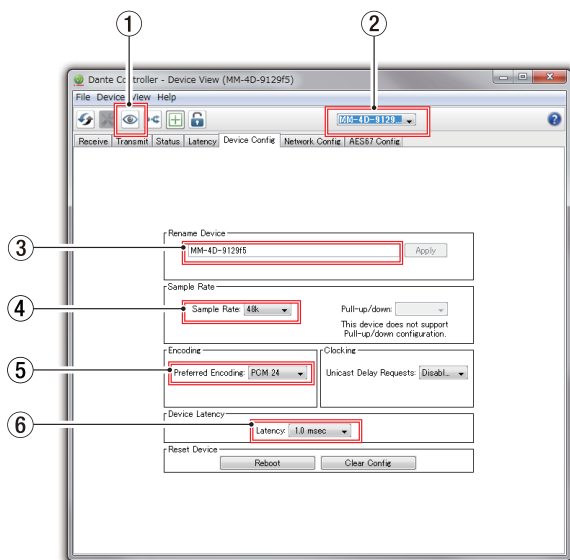 1 2
Dante Controller - Device View (MM-4D-9129f5)
File Device View Help
MM-4D-9129...
Receive Transmit Status Latency Device Config Network Config AES67 Config
3 Rename Device
MM-4D-9129f5 Apply
Sample Rate
4 Sample Rate: 48k Pull-up/down:
This device does not support
Pull-up/down configuration.
Encoding Clocking
5 Preferred Encoding: PCM 24 Unicast Delay Requests: Disabl...
Device Latency
6 Latency: 1.0 msec
Reset Device
Reboot Clear Config